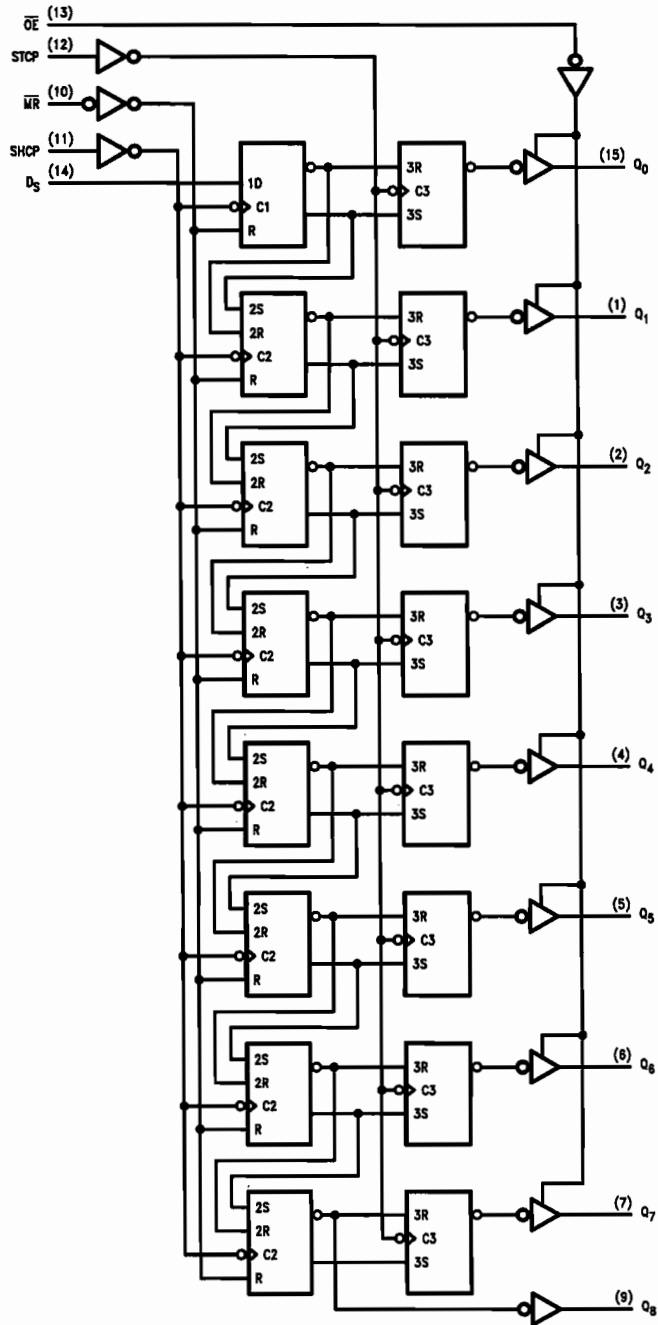 O̅E̅ (13)
STCP (12)
M̅R̅ (10)
SHCP (11)
DS (14)
1D
C1
R
3R
C3
3S
(15) Q0
2S
2R
C2
R
3R
C3
3S
(1) Q1
2S
2R
C2
R
3R
C3
3S
(2) Q2
2S
2R
C2
R
3R
C3
3S
(3) Q3
2S
2R
C2
R
3R
C3
3S
(4) Q4
2S
2R
C2
R
3R
C3
3S
(5) Q5
2S
2R
C2
R
3R
C3
3S
(6) Q6
2S
2R
C2
R
3R
C3
3S
(7) Q7
(9) Q8